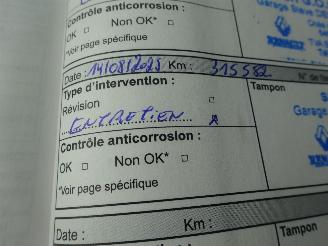 Contrôle anticorrosion :
OK □ Non OK* □
*Voir page spécifique
Date : 14/08/2025 Km : 315582
Type d'intervention : Tampon
Révision □
ENTRETIEN
Contrôle anticorrosion :
OK □ Non OK* □
*Voir page spécifique
Date : Km :
Tampon